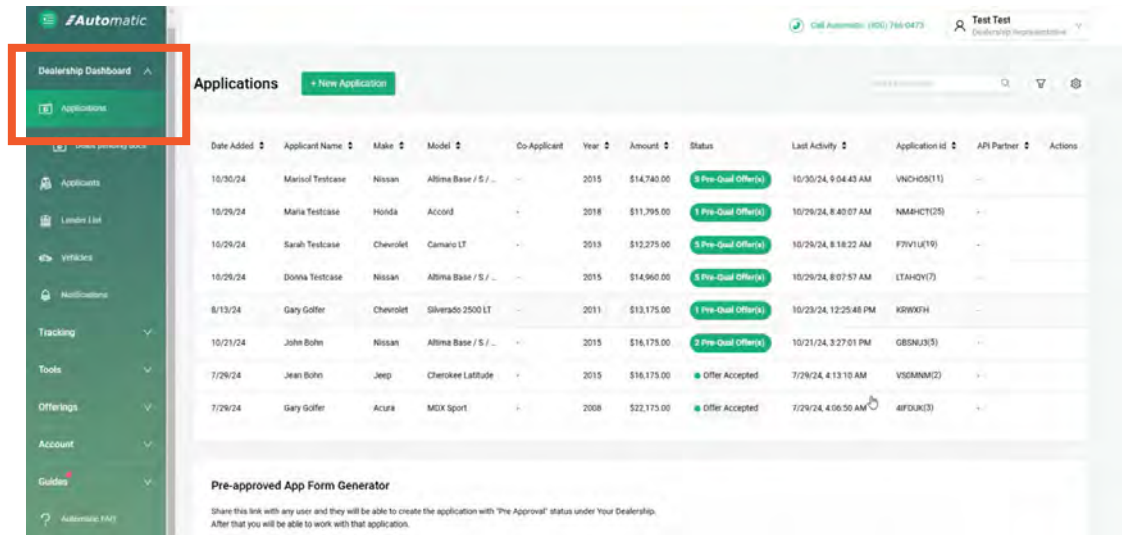 Automatic
Call Automatic: (800) 766-0473
Test Test
Dealership Representative
Dealership Dashboard
Applications
Applicants
Lender List
Vehicles
Notifications
Tracking
Tools
Offerings
Account
Guides
Applications
+ New Application
Date Added Applicant Name Make Model Co-Applicant Year Amount Status Last Activity Application Id API Partner Actions
10/30/24 Marisol Testcase Nissan Altima Base / S / ... - 2015 $14,740.00 5 Pre-Qual Offer(s) 10/30/24, 9:04:43 AM VNCHOS(11) -
10/29/24 Maria Testcase Honda Accord - 2018 $11,795.00 1 Pre-Qual Offer(s) 10/29/24, 8:40:07 AM NM4HCT(25) -
10/29/24 Sarah Testcase Chevrolet Camaro LT - 2013 $12,275.00 5 Pre-Qual Offer(s) 10/29/24, 8:18:22 AM F7IV1U(19) -
10/29/24 Donna Testcase Nissan Altima Base / S / ... - 2015 $14,960.00 5 Pre-Qual Offer(s) 10/29/24, 8:07:57 AM LTAHQY(7) -
8/13/24 Gary Golfer Chevrolet Silverado 2500 LT - 2011 $13,175.00 1 Pre-Qual Offer(s) 10/23/24, 12:25:48 PM KRWXFH -
10/21/24 John Bohn Nissan Altima Base / S / ... - 2015 $16,175.00 2 Pre-Qual Offer(s) 10/21/24, 3:27:01 PM GBSNU3(5) -
7/29/24 Jean Bohn Jeep Cherokee Latitude - 2015 $16,175.00 Offer Accepted 7/29/24, 4:13:10 AM VS0MNM(2) -
7/29/24 Gary Golfer Acura MDX Sport - 2008 $22,175.00 Offer Accepted 7/29/24, 4:06:50 AM 4IFDUK(3) -
Pre-approved App Form Generator
Share this link with any user and they will be able to create the application with "Pre Approval" status under Your Dealership.
After that you will be able to work with that application.